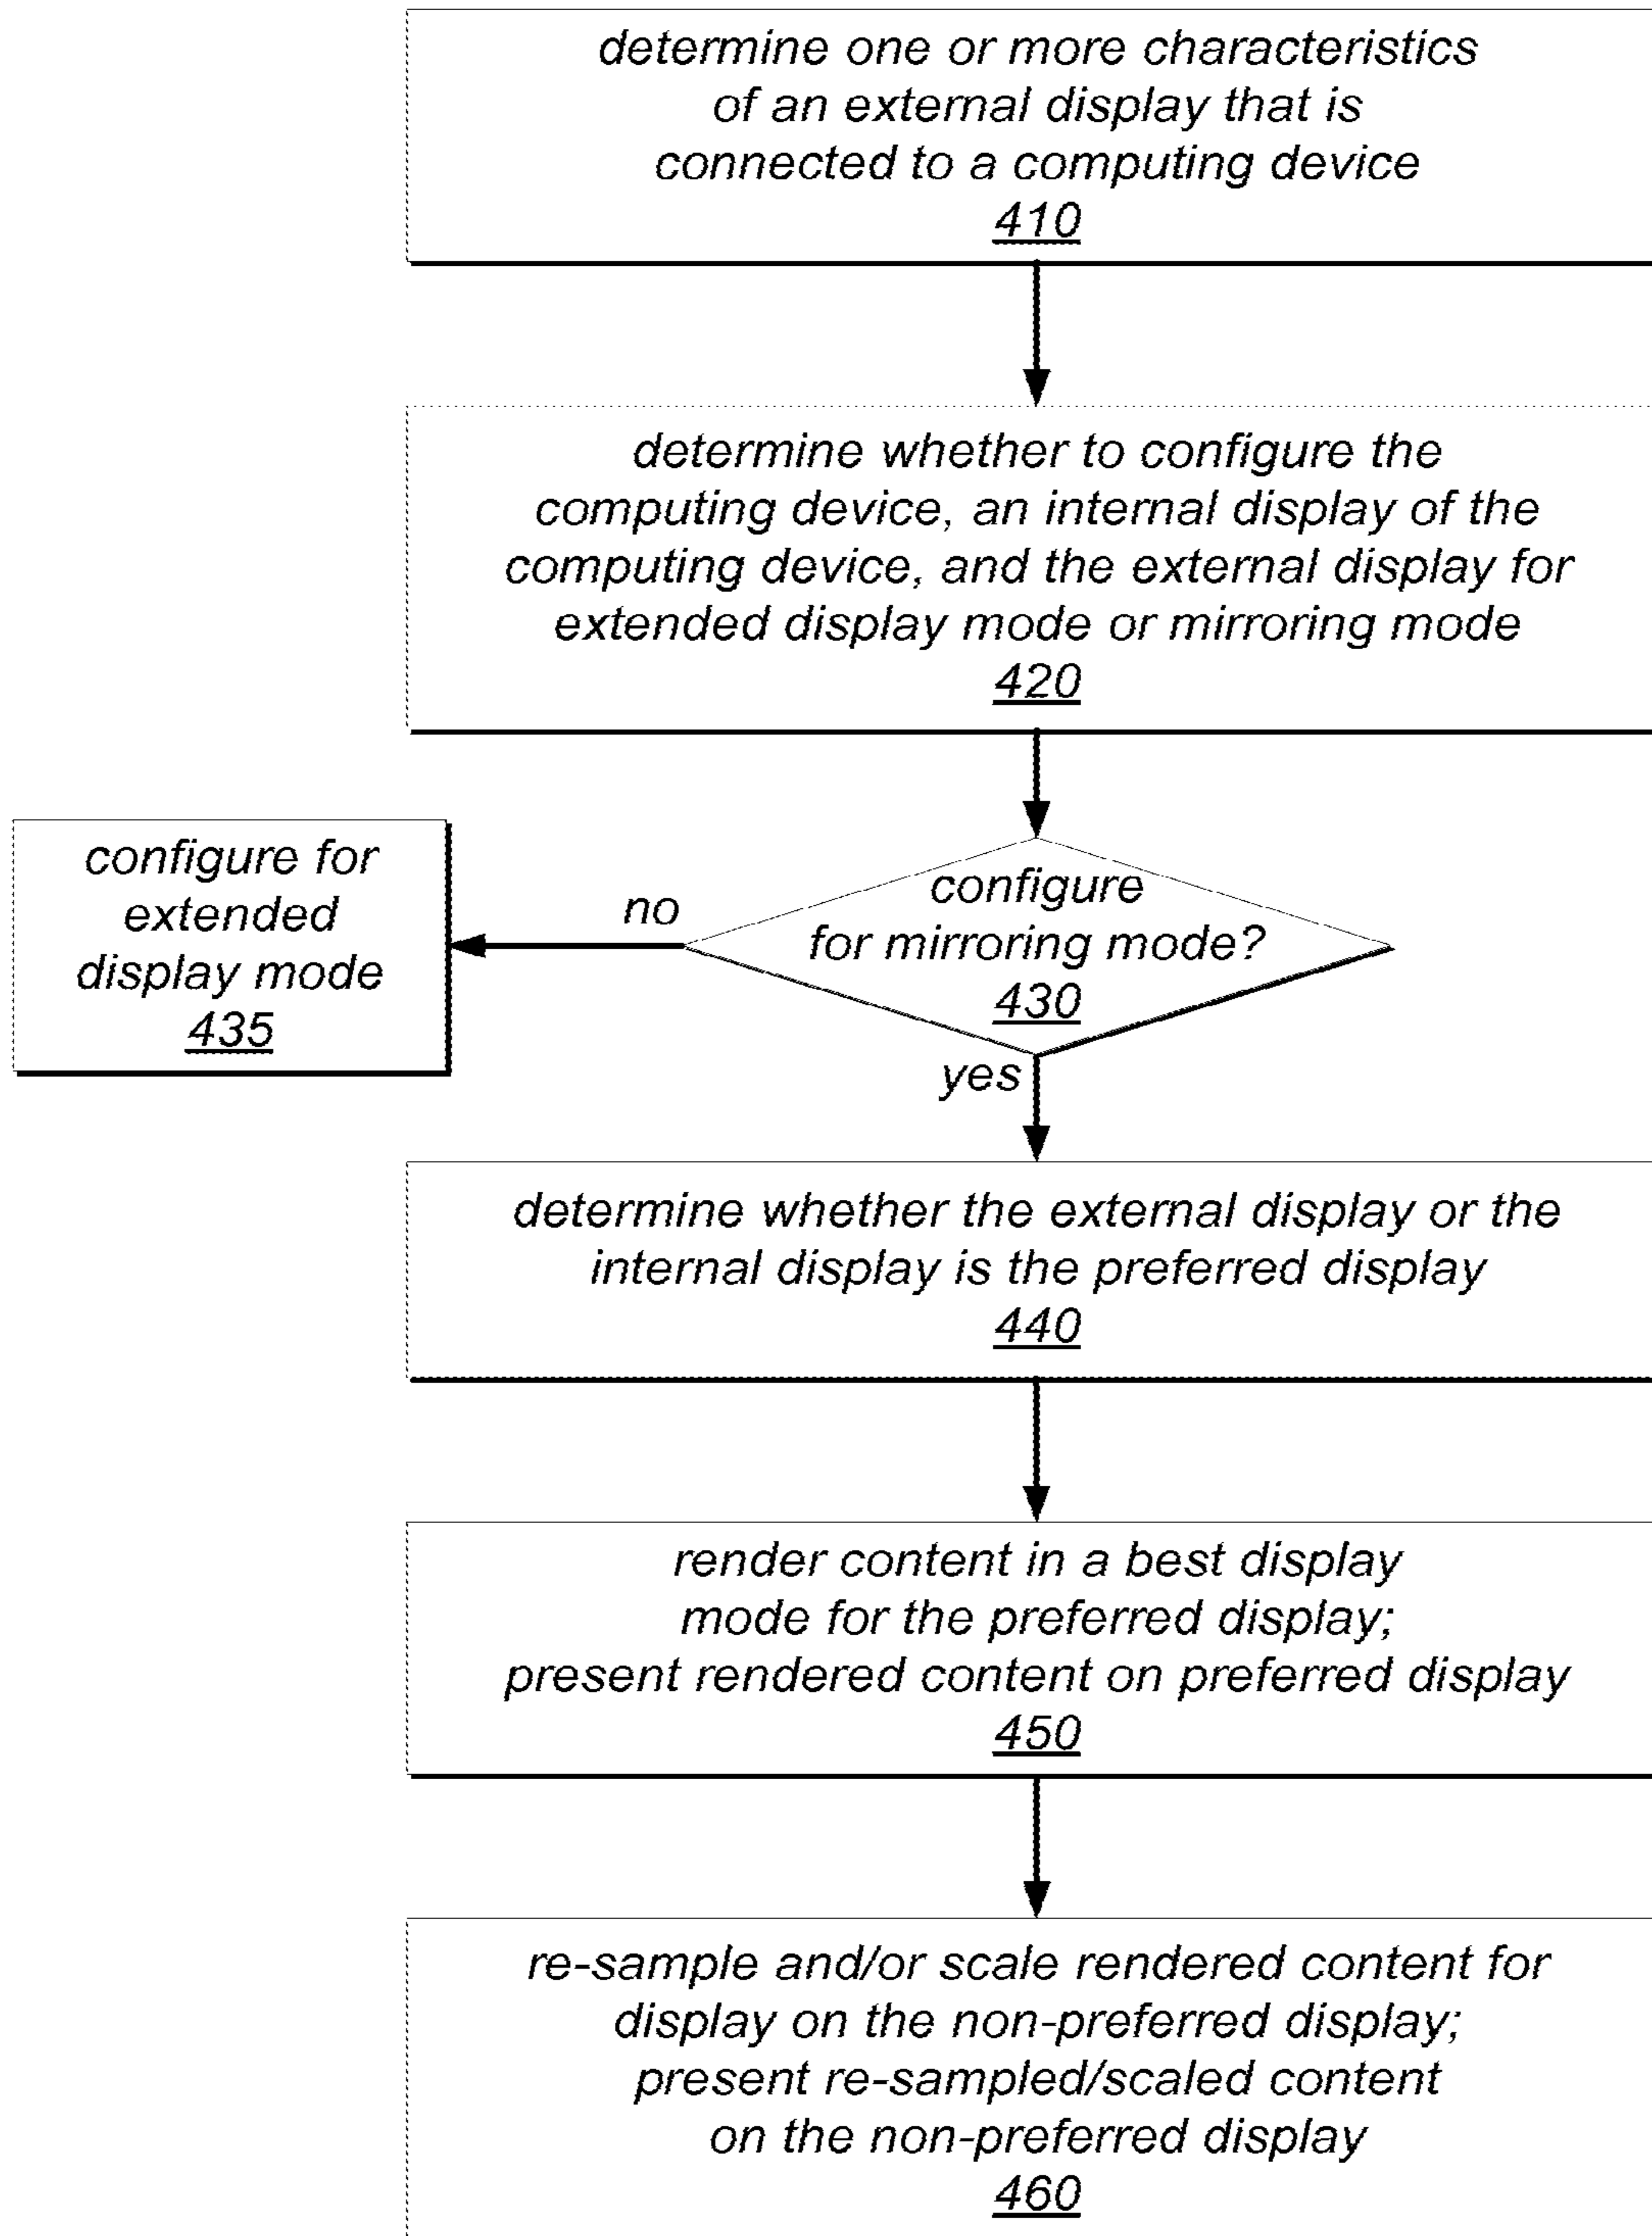 determine one or more characteristics
of an external display that is
connected to a computing device
410
determine whether to configure the
computing device, an internal display of the
computing device, and the external display for
extended display mode or mirroring mode
420
configure for
extended
display mode
435
no
configure
for mirroring mode?
430
yes
determine whether the external display or the
internal display is the preferred display
440
render content in a best display
mode for the preferred display;
present rendered content on preferred display
450
re-sample and/or scale rendered content for
display on the non-preferred display;
present re-sampled/scaled content
on the non-preferred display
460